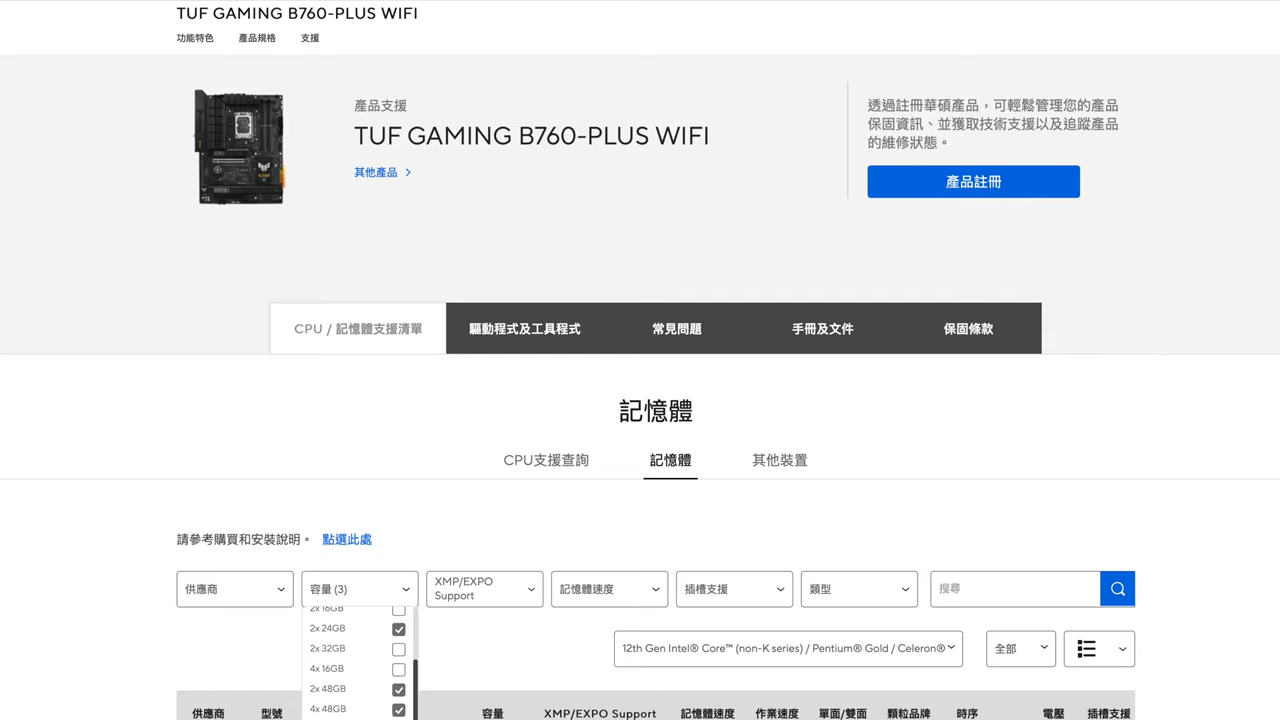 TUF GAMING B760-PLUS WIFI
功能特色 產品規格 支援
產品支援
TUF GAMING B760-PLUS WIFI
其他產品
透過註冊華碩產品，可輕鬆管理您的產品
保固資訊、並獲取技術支援以及追蹤產品
的維修狀態。
產品註冊
CPU / 記憶體支援清單 驅動程式及工具程式 常見問題 手冊及文件 保固條款
記憶體
CPU支援查詢 記憶體 其他裝置
請參考購買和安裝說明。 點選此處
供應商 容量 (3) XMP/EXPO Support 記憶體速度 插槽支援 類型 搜尋
2x 16GB
2x 24GB
2x 32GB
4x 16GB
2x 48GB
4x 48GB
12th Gen Intel® Core™ (non-K series) / Pentium® Gold / Celeron® 全部
供應商 型號 容量 XMP/EXPO Support 記憶體速度 作業速度 單面/雙面 顆粒品牌 時序 電壓 插槽支援